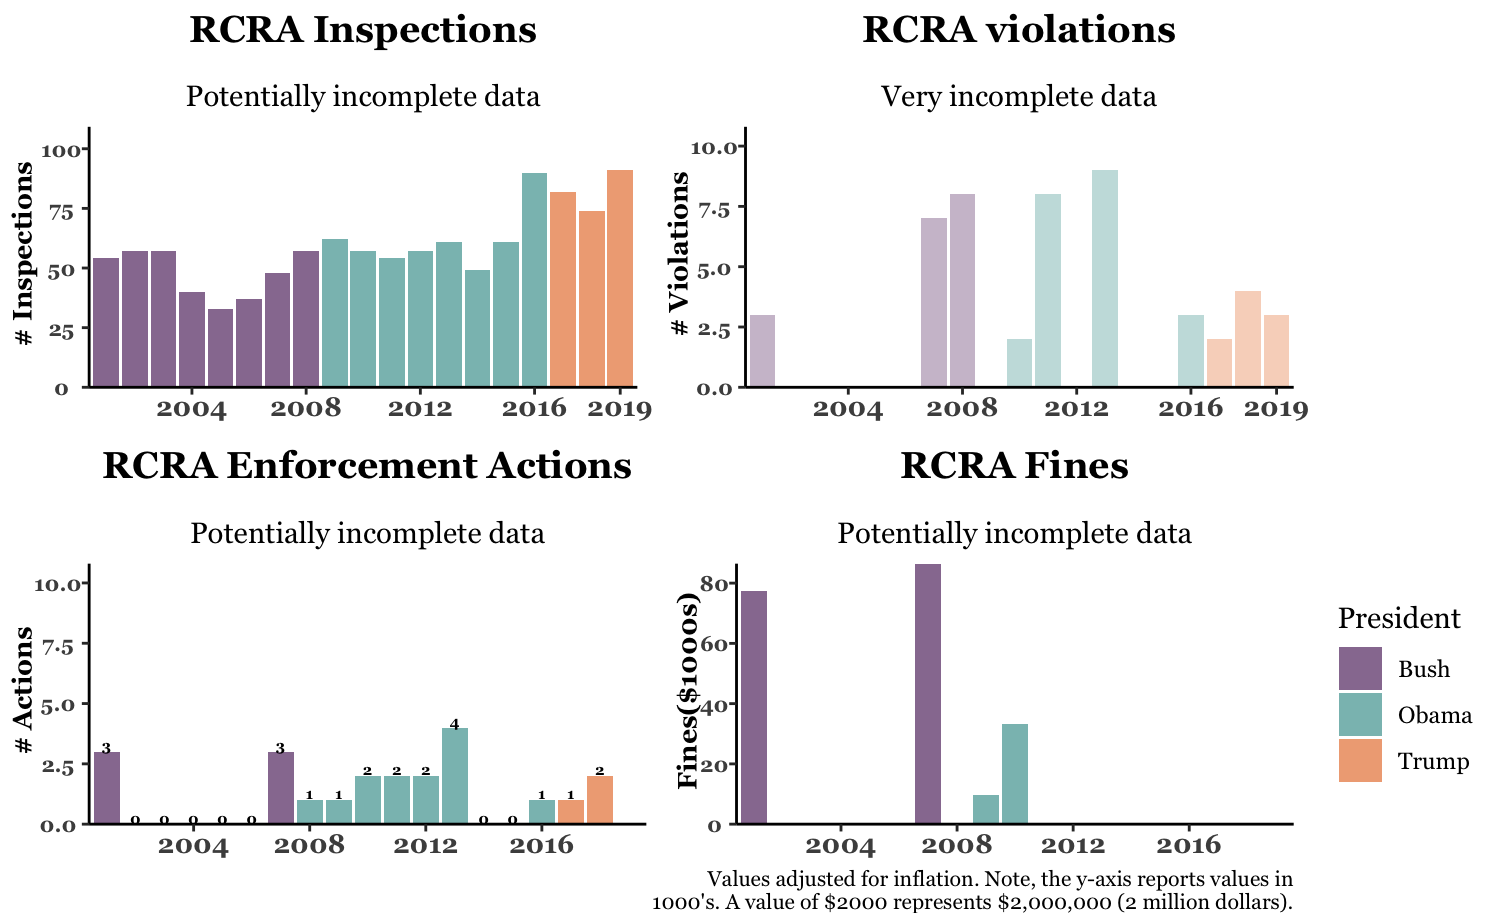 RCRA Inspections
Potentially incomplete data
# Inspections
100
75
50
25
0
2004 2008 2012 2016 2019
RCRA violations
Very incomplete data
# Violations
10.0
7.5
5.0
2.5
0.0
2004 2008 2012 2016 2019
RCRA Enforcement Actions
Potentially incomplete data
# Actions
10.0
7.5
5.0
2.5
0.0
3 0 0 0 0 0 3 1 1 2 2 2 4 0 0 1 1 2
2004 2008 2012 2016
RCRA Fines
Potentially incomplete data
Fines($1000s)
80
60
40
20
0
2004 2008 2012 2016
President
Bush
Obama
Trump
Values adjusted for inflation. Note, the y-axis reports values in
1000's. A value of $2000 represents $2,000,000 (2 million dollars).